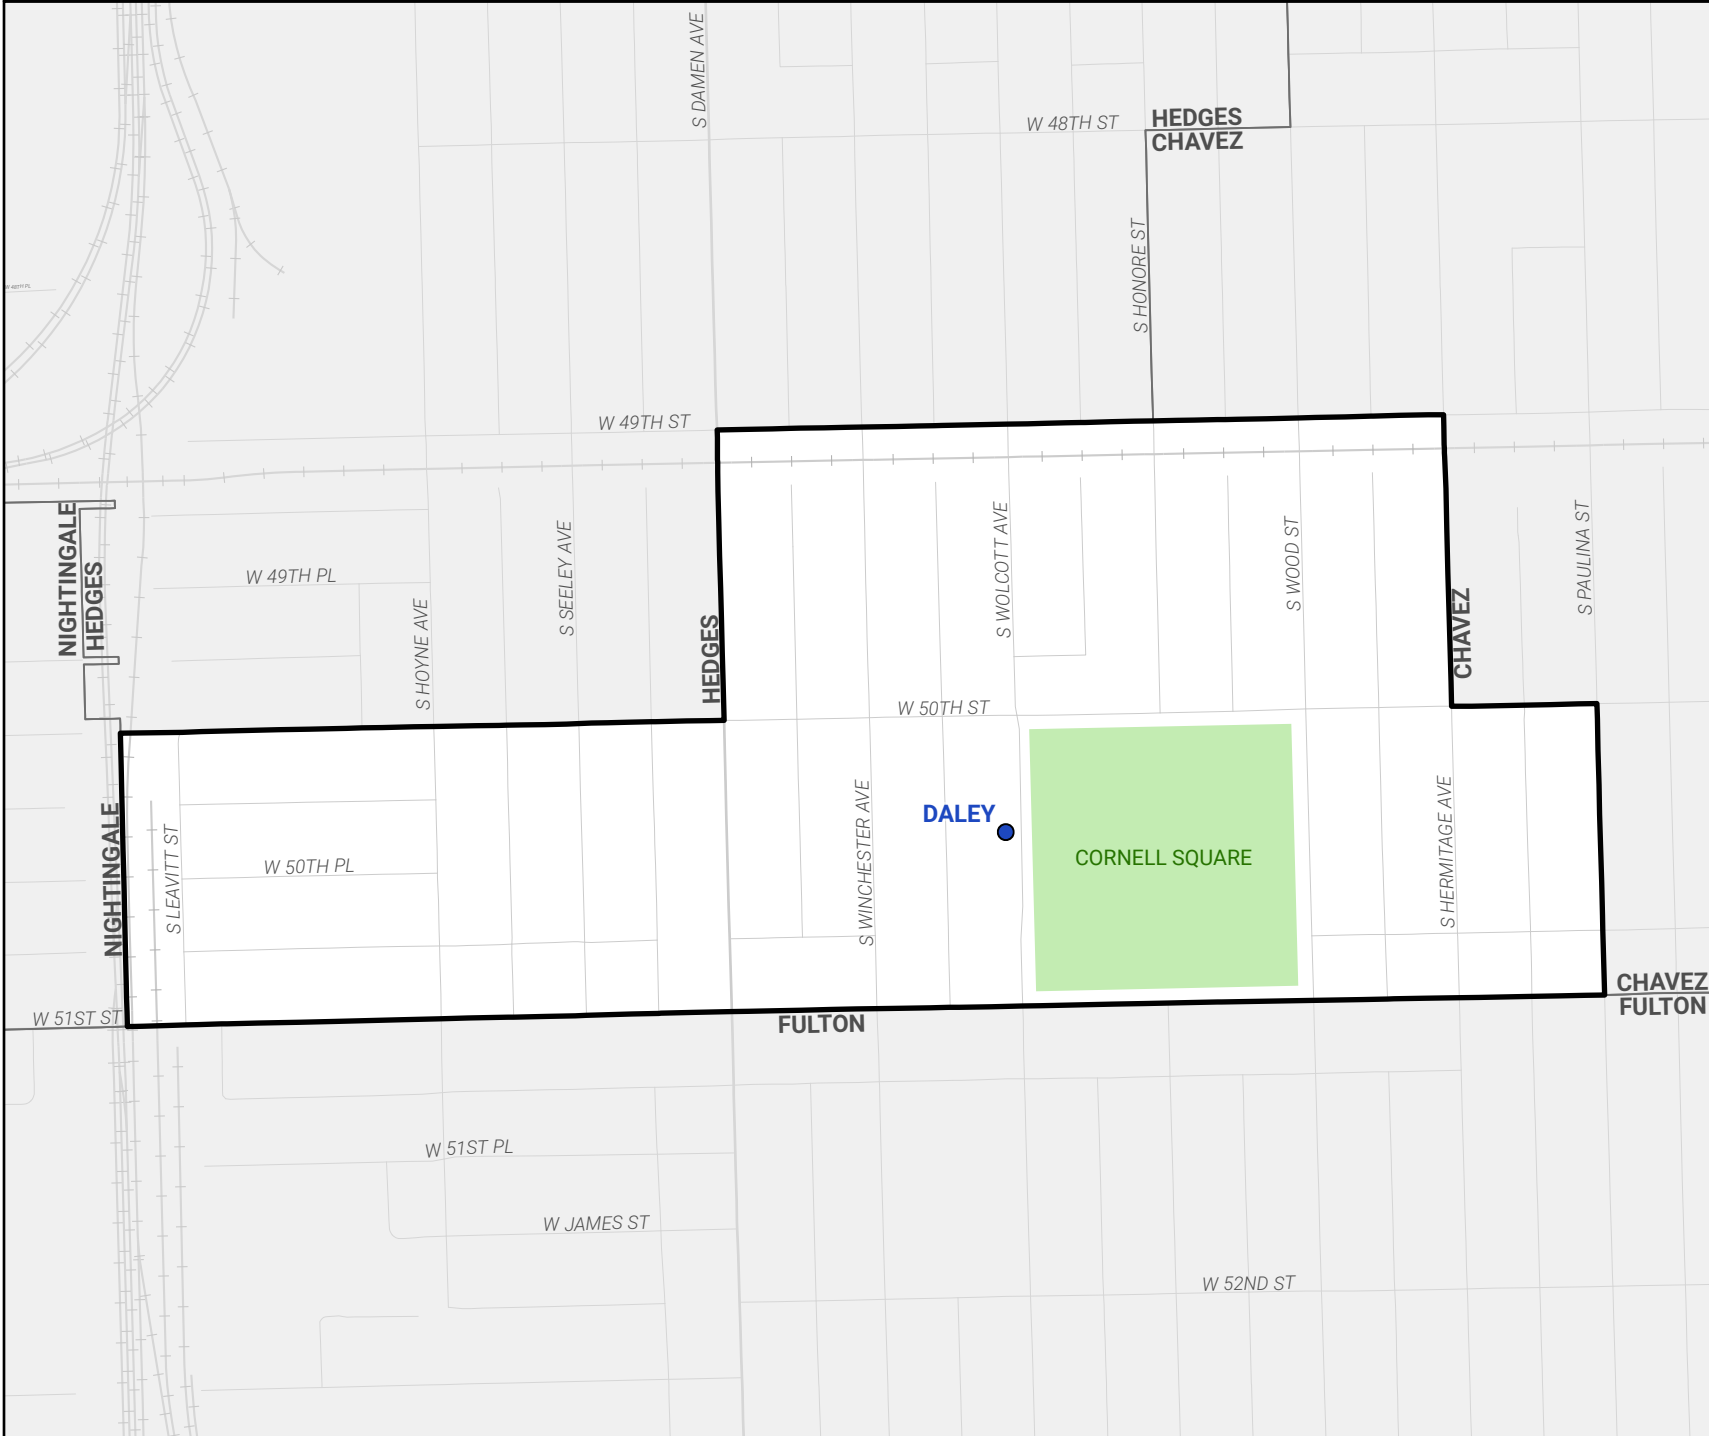 S DAMEN AVE
W 48TH ST
HEDGES
CHAVEZ
S HONORE ST
W 48TH PL
W 49TH ST
NIGHTINGALE
HEDGES
W 49TH PL
S HOYNE AVE
S SEELEY AVE
HEDGES
S WOLCOTT AVE
S WOOD ST
CHAVEZ
S PAULINA ST
W 50TH ST
DALEY
CORNELL SQUARE
S WINCHESTER AVE
S HERMITAGE AVE
NIGHTINGALE
S LEAVITT ST
W 50TH PL
W 51ST ST
FULTON
CHAVEZ
FULTON
W 51ST PL
W JAMES ST
W 52ND ST